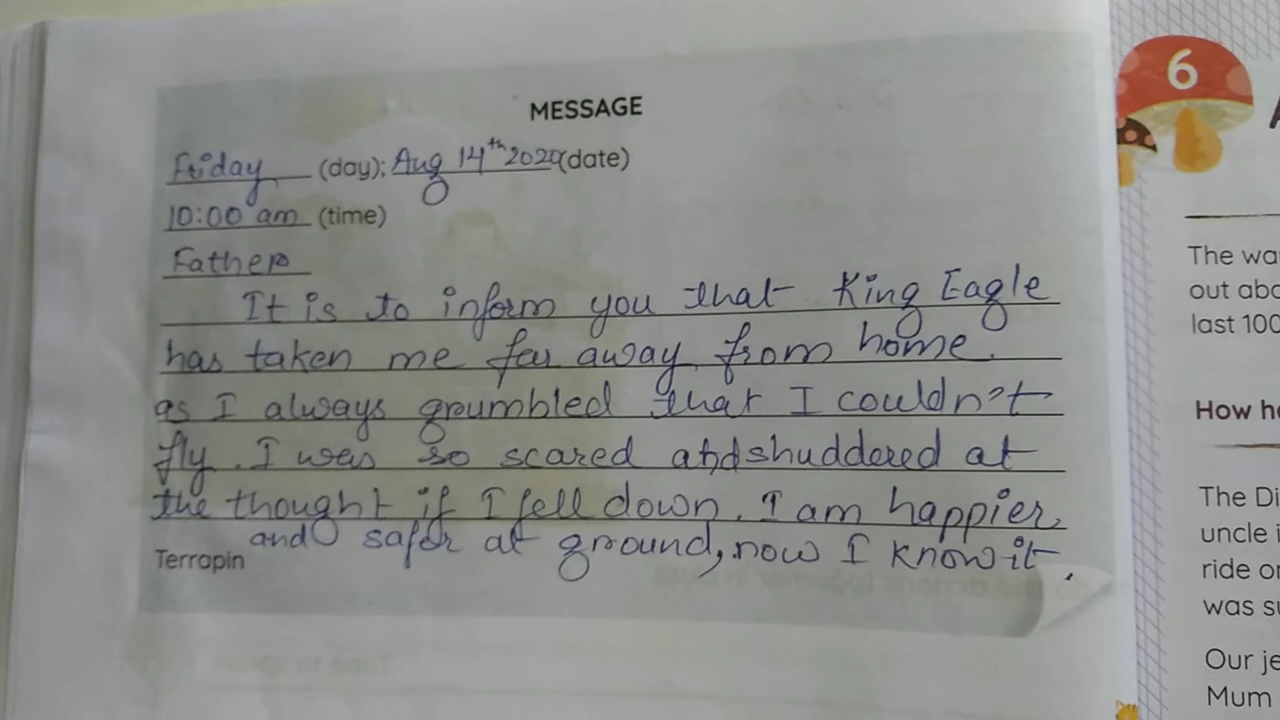 MESSAGE
Friday (day): Aug 14th 2020 (date)
10:00 am (time)
Father
It is to inform you that King Eagle
has taken me far away from home.
as I always grumbled that I couldn't
fly. I was so scared and shuddered at
the thought if I fell down. I am happier
and safer at ground, now I know it.
Terrapin
6
The wa
out abo
last 100
How h
The Di
uncle i
ride o
was su
Our je
Mum